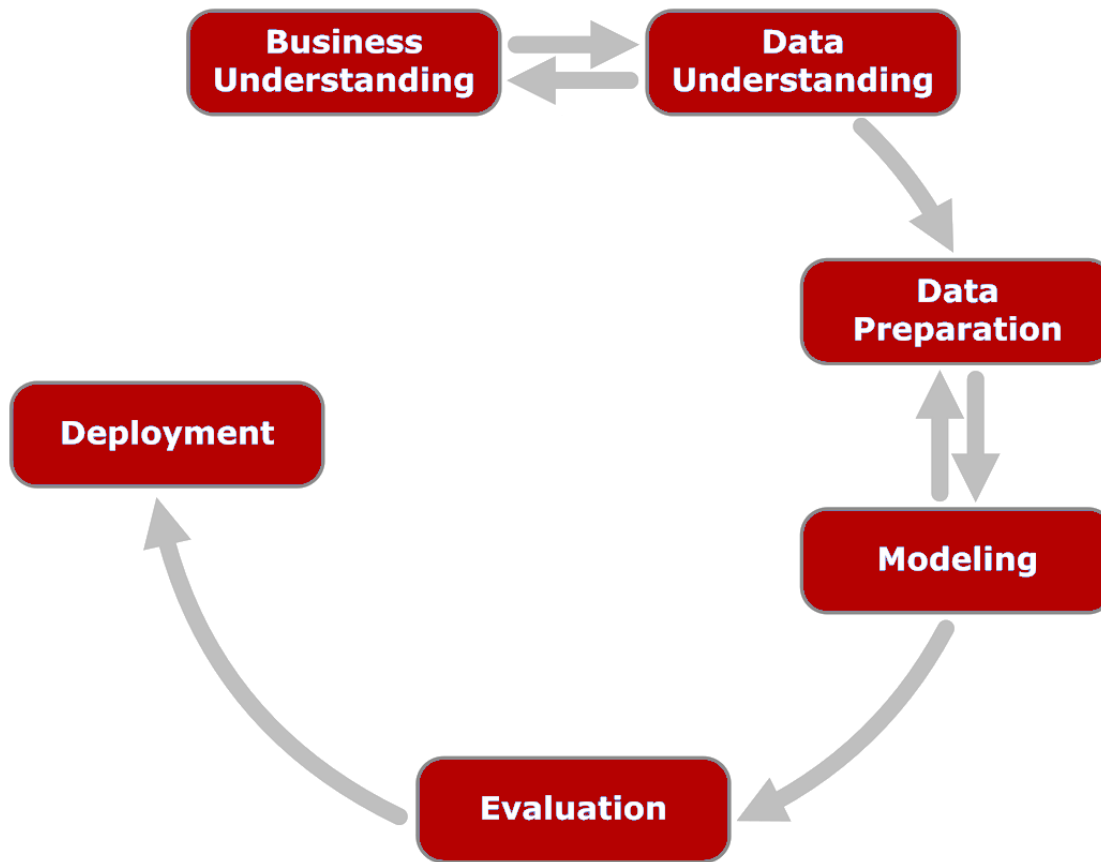 Business
Understanding
Data
Understanding
Data
Preparation
Deployment
Modeling
Evaluation